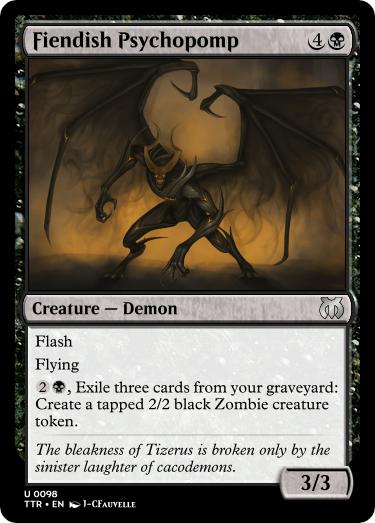 Fiendish Psychopomp 4
Creature — Demon
Flash
Flying
2, Exile three cards from your graveyard:
Create a tapped 2/2 black Zombie creature
token.
The bleakness of Tizerus is broken only by the
sinister laughter of cacodemons.
3/3
U 0098
TTR • EN J-CFauvelle